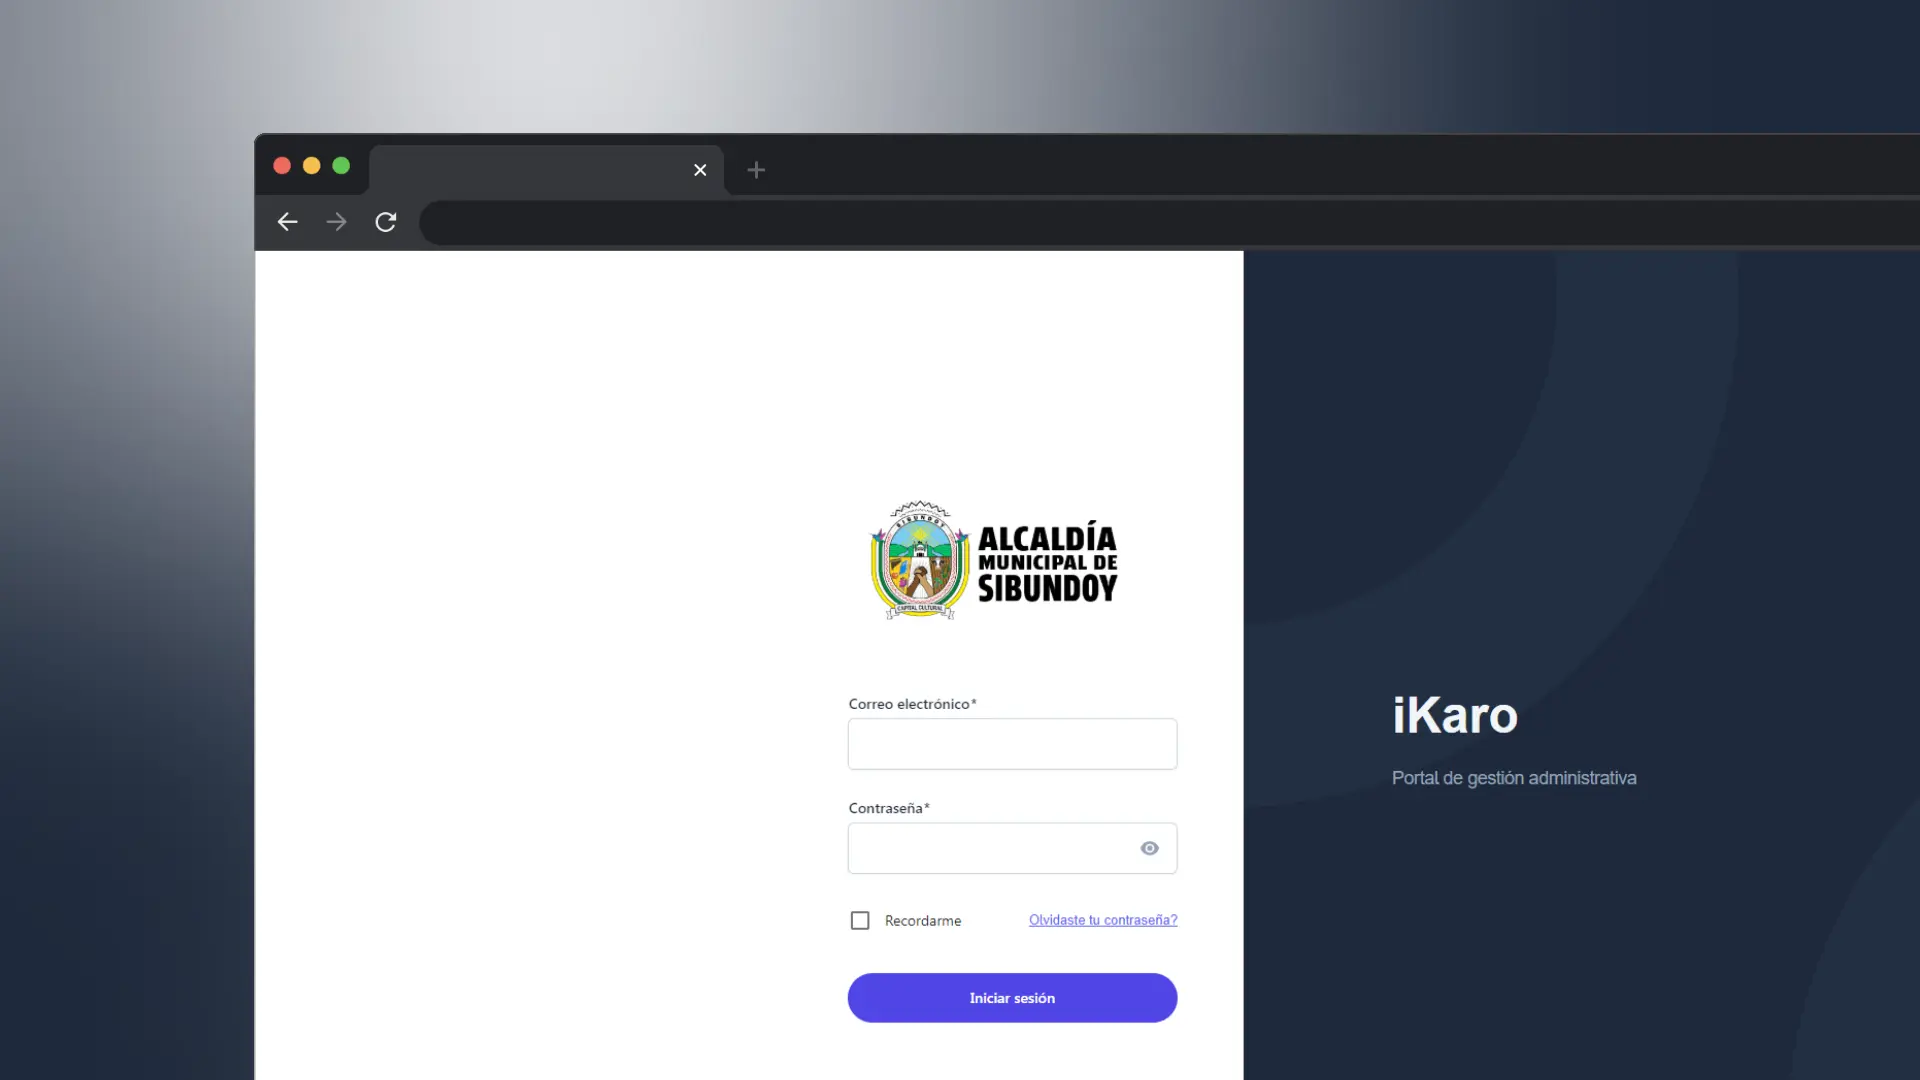 SIBUNDOY
CAPITAL CULTURAL
ALCALDÍA
MUNICIPAL DE
SIBUNDOY
Correo electrónico*
Contraseña*
Recordarme
Olvidaste tu contraseña?
Iniciar sesión
iKaro
Portal de gestión administrativa